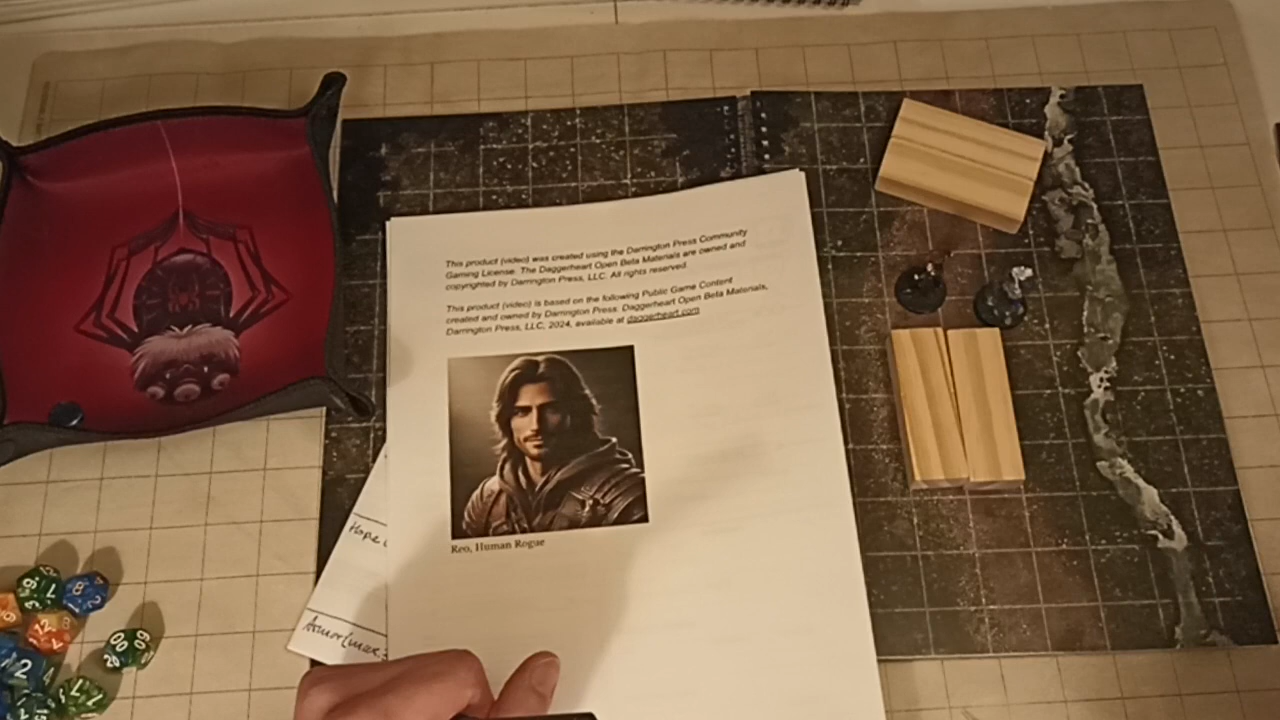 This product (video) was created using the Darrington Press Community
Gaming License. The Daggerheart Open Beta Materials are owned and
copyrighted by Darrington Press, LLC. All rights reserved.
This product (video) is based on the following Public Game Content
created and owned by Darrington Press: Daggerheart Open Beta Materials,
Darrington Press, LLC, 2024, available at daggerheart.com
Reo, Human Rogue
Hope
Armor (max: